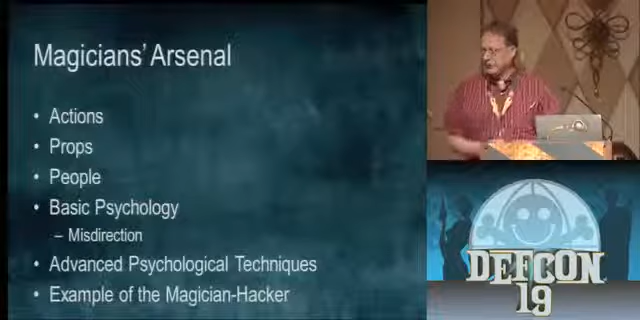 Magicians' Arsenal
• Actions
• Props
• People
• Basic Psychology
– Misdirection
• Advanced Psychological Techniques
• Example of the Magician-Hacker
DEFCON
19